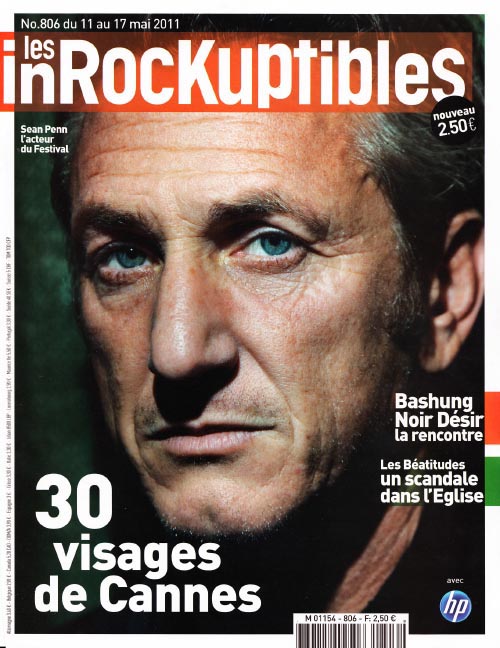 No.806 du 11 au 17 mai 2011
les
inRocKuptibles
nouveau
2.50€
Sean Penn
l'acteur
du Festival
Bashung
Noir Désir
la rencontre
Les Béatitudes
un scandale
dans l'Eglise
30
visages
de Cannes
avec
hp
M 01154 - 806 - F: 2,50 €